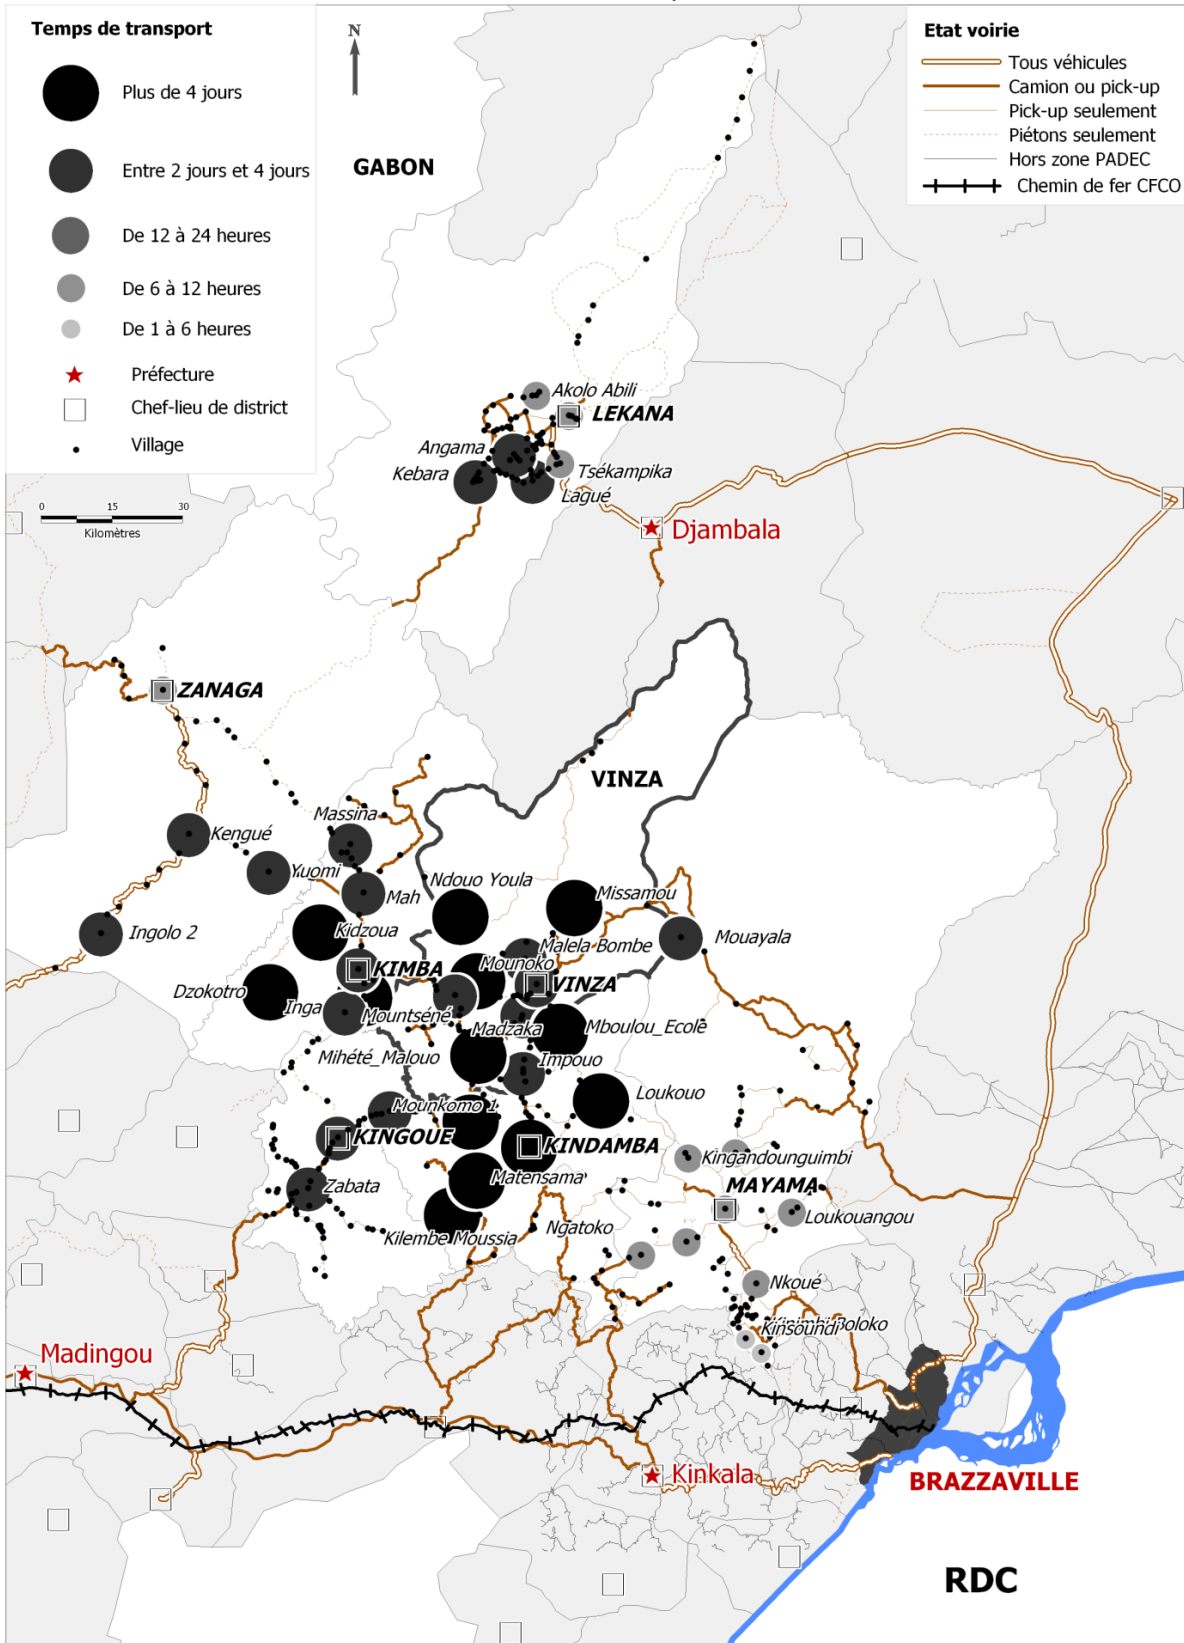 Temps de transport
Plus de 4 jours
Entre 2 jours et 4 jours
De 12 à 24 heures
De 6 à 12 heures
De 1 à 6 heures
Préfecture
Chef-lieu de district
Village
0 15 30
Kilomètres
N
Etat voirie
Tous véhicules
Camion ou pick-up
Pick-up seulement
Piétons seulement
Hors zone PADEC
Chemin de fer CFCO
GABON
Akolo Abili
LEKANA
Angama
Kebara
Tsékampika
Lagué
Djambala
ZANAGA
VINZA
Massina
Kengué
Yuomi
Mah
Ndouo Youla
Missamou
Ingolo 2
Kidzoua
Malela Bombe
Mouayala
KIMBA
Mounoko
VINZA
Dzokotro
Inga
Mountséné
Madzaka
Mboulou_Ecole
Mihété_Malouo
Impouo
Loukouo
Mounkomo 1
KINGOUE
KINDAMBA
Kingandounguimbi
Zabata
Matensama
MAYAMA
Loukouangou
Kilembe Moussia
Ngatoko
Nkoué
Kinsoundi
Boloko
Madingou
Kinkala
BRAZZAVILLE
RDC